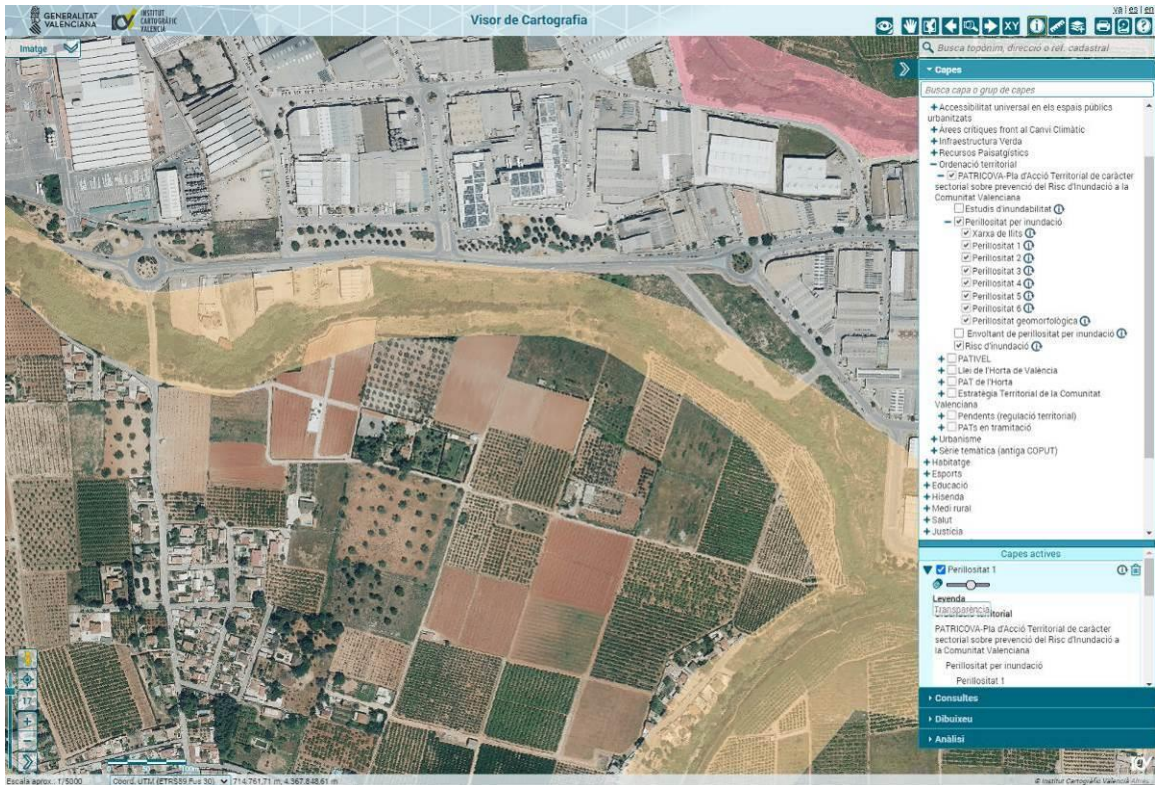 GENERALITAT
VALENCIANA
INSTITUT
CARTOGRÀFIC
VALENCIÀ
Visor de Cartografia
va | es | en
XY
Imatge
Busca topònim, direcció o ref. cadastral
Capes
Busca capa o grup de capes
Accessibilitat universal en els espais públics
urbanitzats
Àrees crítiques front al Canvi Climàtic
Infraestructura Verda
Recursos Paisatgístics
Ordenació territorial
PATRICOVA-Pla d'Acció Territorial de caràcter
sectorial sobre prevenció del Risc d'Inundació a la
Comunitat Valenciana
Estudis d'inundabilitat
Perillositat per inundació
Xarxa de llits
Perillositat 1
Perillositat 2
Perillositat 3
Perillositat 4
Perillositat 5
Perillositat 6
Perillositat geomorfològica
Envoltant de perillositat per inundació
Risc d'inundació
PATIVEL
Llei de l'Horta de València
PAT de l'Horta
Estratègia Territorial de la Comunitat
Valenciana
Pendents (regulació territorial)
PATs en tramitació
Urbanisme
Sèrie temàtica (antiga COPUT)
Habitatge
Esports
Educació
Hisenda
Medi rural
Salut
Justícia
Capes actives
Perillositat 1
Leyenda
Transparència
territorial
PATRICOVA-Pla d'Acció Territorial de caràcter
sectorial sobre prevenció del Risc d'Inundació a
la Comunitat Valenciana
Perillositat per inundació
Perillositat 1
Consultes
Dibuixeu
Anàlisi
17
Escala aprox.: 1/5000
Coord. UTM (ETRS89 Fus 30)
714.761,71 m; 4.367.848,61 m
© Institut Cartogràfic Valencià